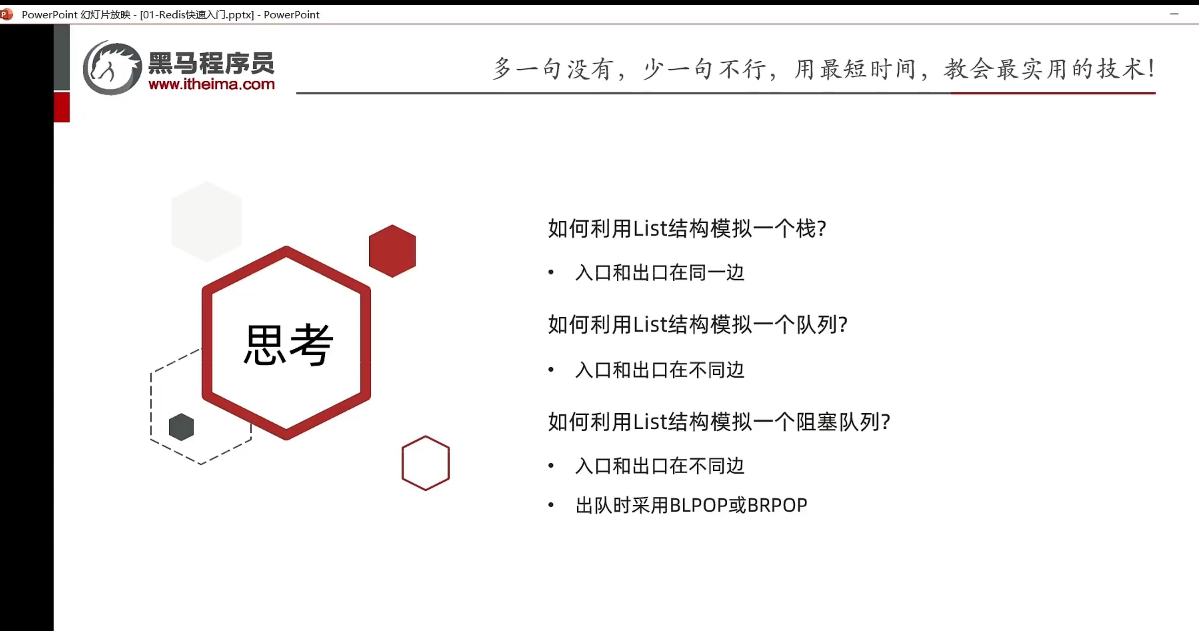 PowerPoint 幻灯片放映 - [01-Redis快速入门.pptx] - PowerPoint
黑马程序员
www.itheima.com
多一句没有，少一句不行，用最短时间，教会最实用的技术！
思考
如何利用List结构模拟一个栈？
• 入口和出口在同一边
如何利用List结构模拟一个队列？
• 入口和出口在不同边
如何利用List结构模拟一个阻塞队列？
• 入口和出口在不同边
• 出队时采用BLPOP或BRPOP